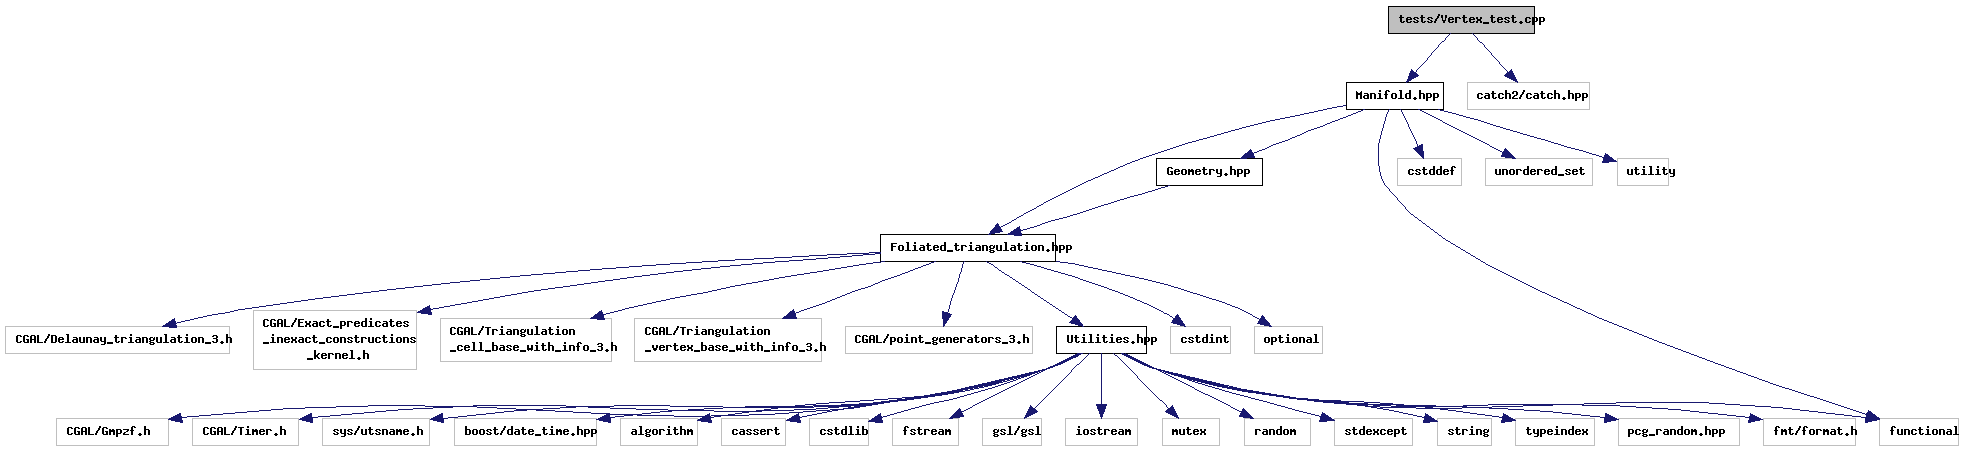 tests/Vertex_test.cpp
Manifold.hpp
catch2/catch.hpp
Geometry.hpp
cstddef
unordered_set
utility
Foliated_triangulation.hpp
CGAL/Delaunay_triangulation_3.h
CGAL/Exact_predicates
_inexact_constructions
_kernel.h
CGAL/Triangulation
_cell_base_with_info_3.h
CGAL/Triangulation
_vertex_base_with_info_3.h
CGAL/point_generators_3.h
Utilities.hpp
cstdint
optional
CGAL/Gmpzf.h
CGAL/Timer.h
sys/utsname.h
boost/date_time.hpp
algorithm
cassert
cstdlib
fstream
gsl/gsl
iostream
mutex
random
stdexcept
string
typeindex
pcg_random.hpp
fmt/format.h
functional